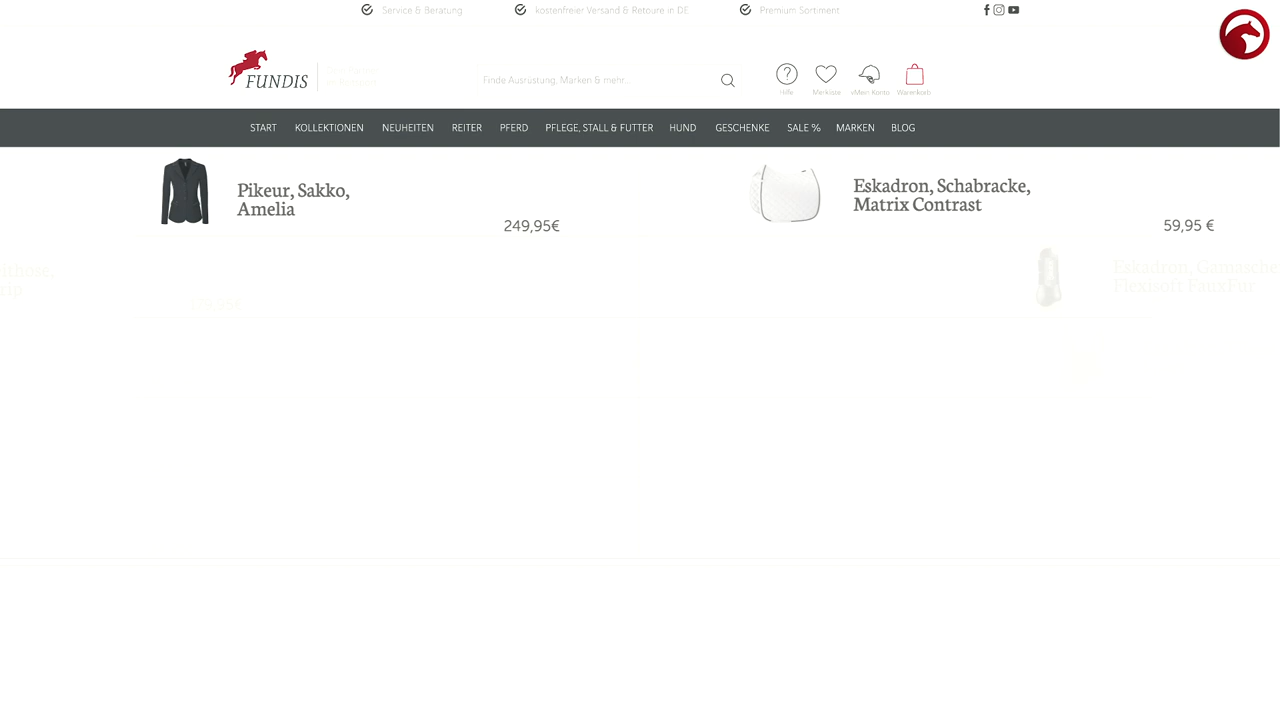 Service & Beratung
kostenfreier Versand & Retoure in DE
Premium Sortiment
FUNDIS
Finde Ausrüstung, Marken & mehr...
Hilfe
Merkliste
Mein Konto
Warenkorb
START
KOLLEKTIONEN
NEUHEITEN
REITER
PFERD
PFLEGE, STALL & FUTTER
HUND
GESCHENKE
SALE %
MARKEN
BLOG
Pikeur, Sakko,
Amelia
249,95€
Eskadron, Schabracke,
Matrix Contrast
59,95 €
Eskadron, Gamasche
Flexisoft FauxFur